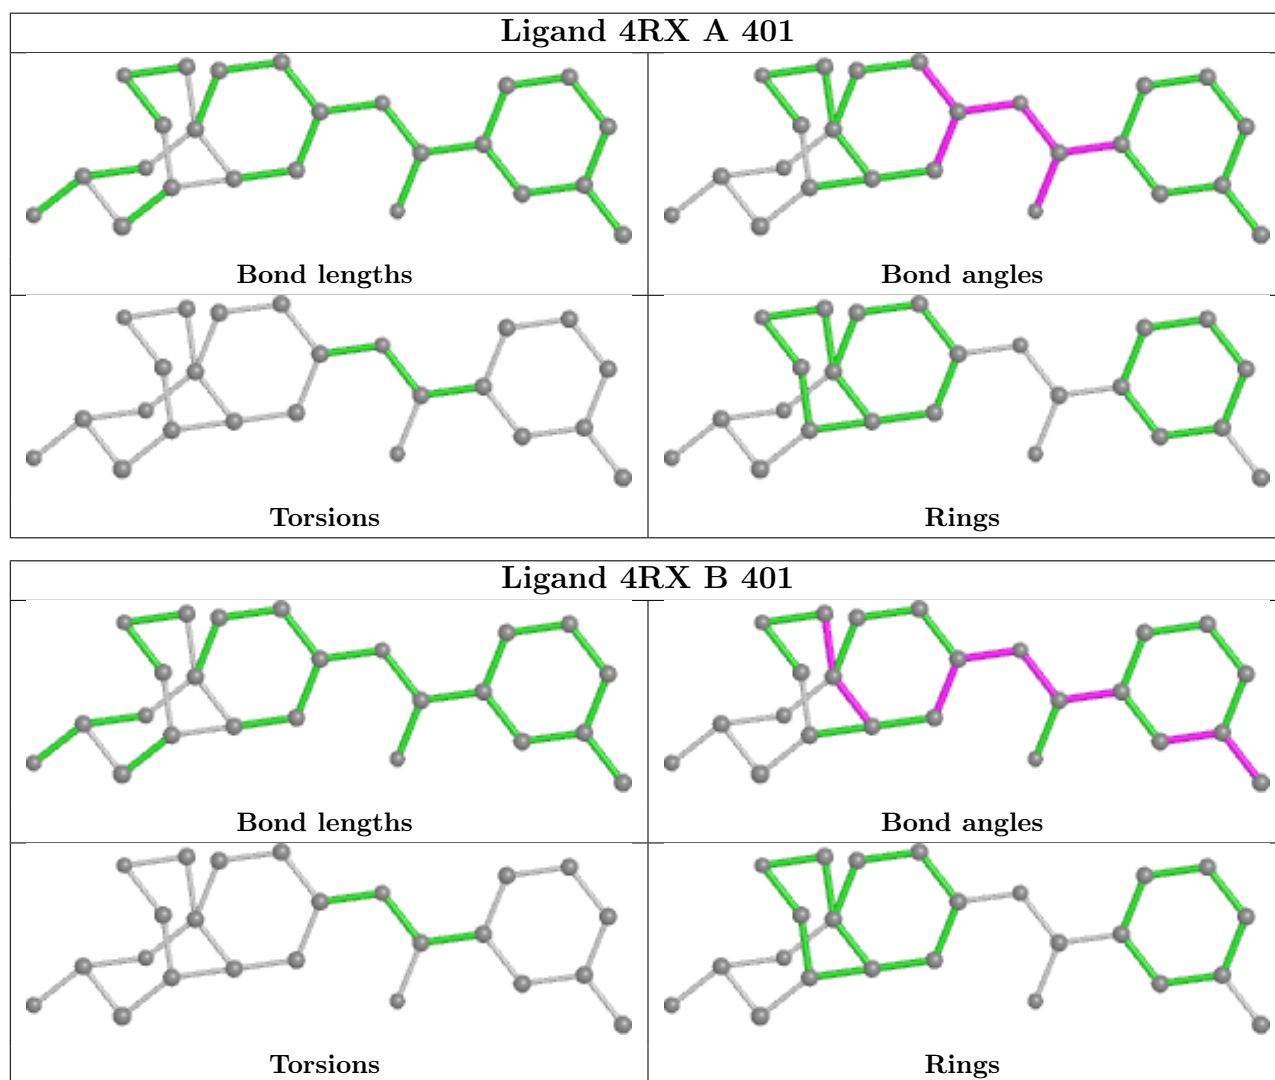 Ligand 4RX A 401
Bond lengths
Bond angles
Torsions
Rings
Ligand 4RX B 401
Bond lengths
Bond angles
Torsions
Rings